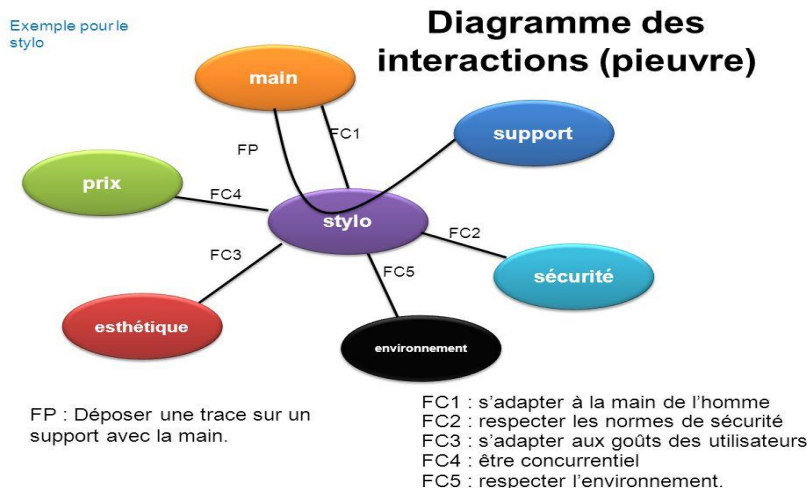 Exemple pour le
stylo
Diagramme des
interactions (pieuvre)
main
FC1
FP
support
prix
FC4
stylo
FC2
FC3
FC5
sécurité
esthétique
environnement
FP : Déposer une trace sur un
support avec la main.
FC1 : s’adapter à la main de l’homme
FC2 : respecter les normes de sécurité
FC3 : s’adapter aux goûts des utilisateurs
FC4 : être concurrentiel
FC5 : respecter l’environnement.